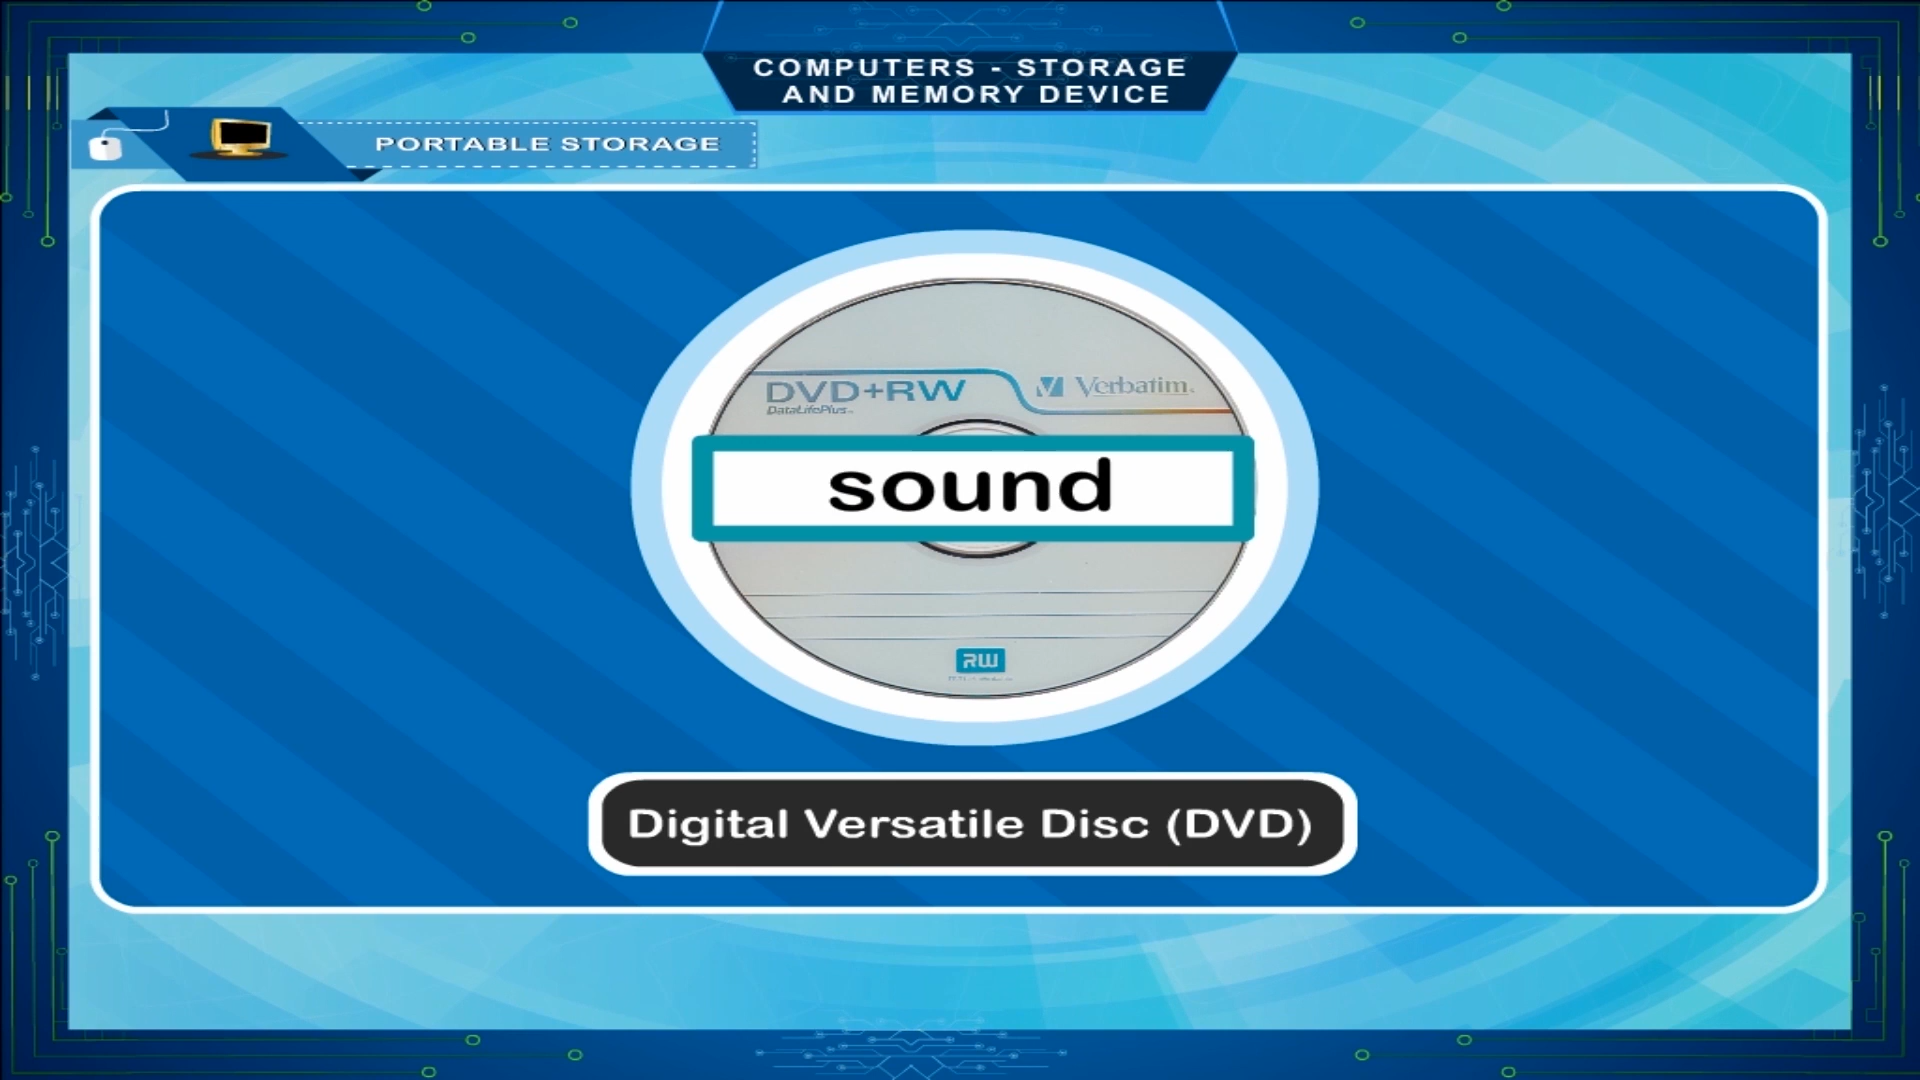 COMPUTERS - STORAGE
AND MEMORY DEVICE
PORTABLE STORAGE
DVD+RW
Verbatim
DataLifePlus
sound
RW
Digital Versatile Disc (DVD)